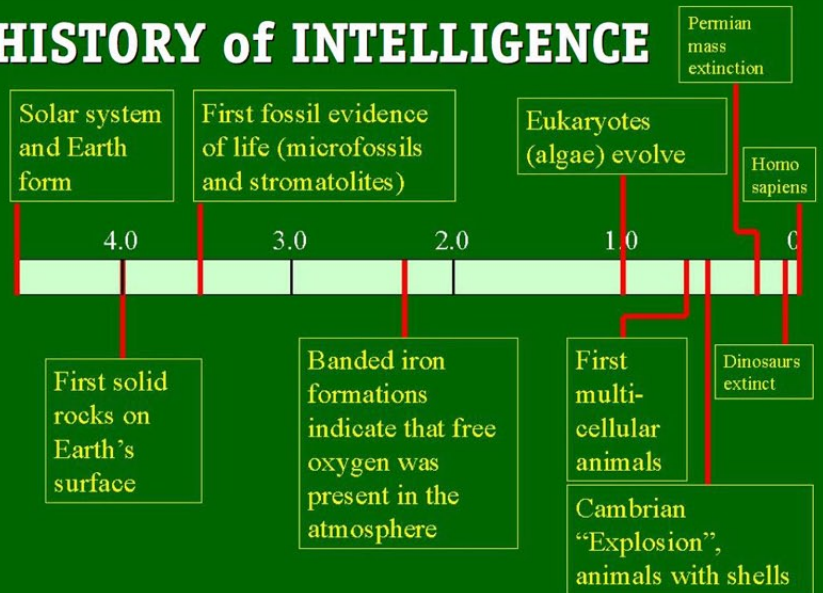 HISTORY of INTELLIGENCE
Permian
mass
extinction
Solar system
and Earth
form
First fossil evidence
of life (microfossils
and stromatolites)
Eukaryotes
(algae) evolve
Homo
sapiens
4.0 3.0 2.0 1.0 0
First solid
rocks on
Earth’s
surface
Banded iron
formations
indicate that free
oxygen was
present in the
atmosphere
First
multi-
cellular
animals
Dinosaurs
extinct
Cambrian
“Explosion”,
animals with shells